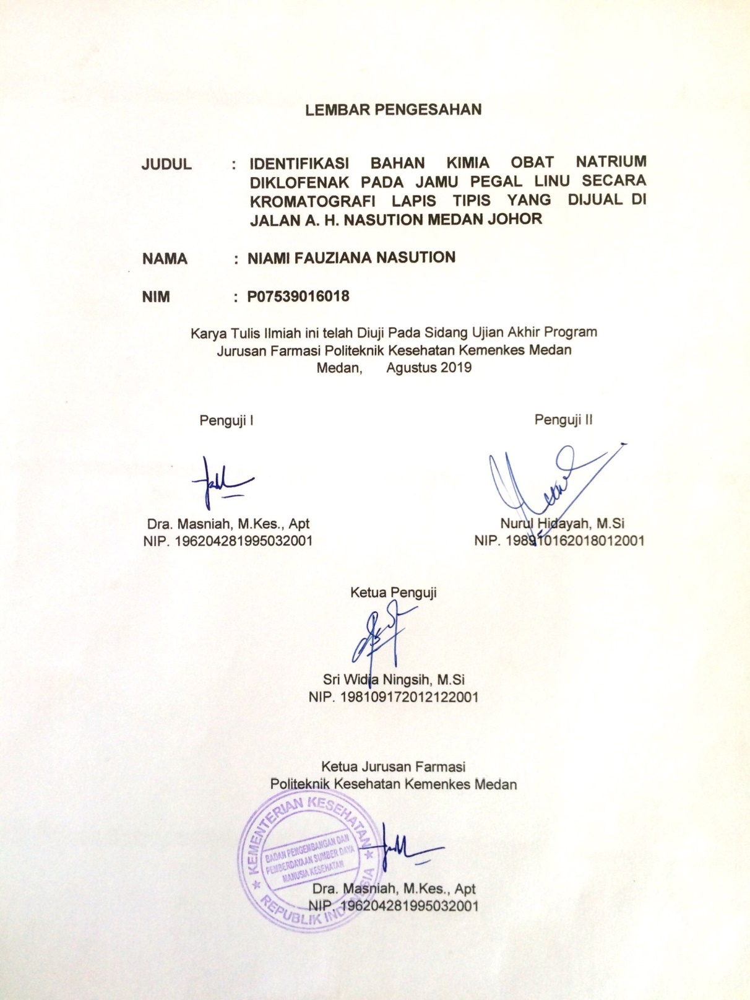 LEMBAR PENGESAHAN
JUDUL : IDENTIFIKASI BAHAN KIMIA OBAT NATRIUM
DIKLOFENAK PADA JAMU PEGAL LINU SECARA
KROMATOGRAFI LAPIS TIPIS YANG DIJUAL DI
JALAN A. H. NASUTION MEDAN JOHOR
NAMA : NIAMI FAUZIANA NASUTION
NIM : P07539016018
Karya Tulis Ilmiah ini telah Diuji Pada Sidang Ujian Akhir Program
Jurusan Farmasi Politeknik Kesehatan Kemenkes Medan
Medan, Agustus 2019
Penguji I
Penguji II
Dra. Masniah, M.Kes., Apt
NIP. 196204281995032001
Nurul Hidayah, M.Si
NIP. 198910162018012001
Ketua Penguji
Sri Widia Ningsih, M.Si
NIP. 198109172012122001
Ketua Jurusan Farmasi
Politeknik Kesehatan Kemenkes Medan
KEMENTERIAN KESEHATAN
BADAN PENGEMBANGAN DAN
PEMBERDAYAAN SUMBER DAYA
MANUSIA KESEHATAN
REPUBLIK INDONESIA
Dra. Masniah, M.Kes., Apt
NIP. 196204281995032001